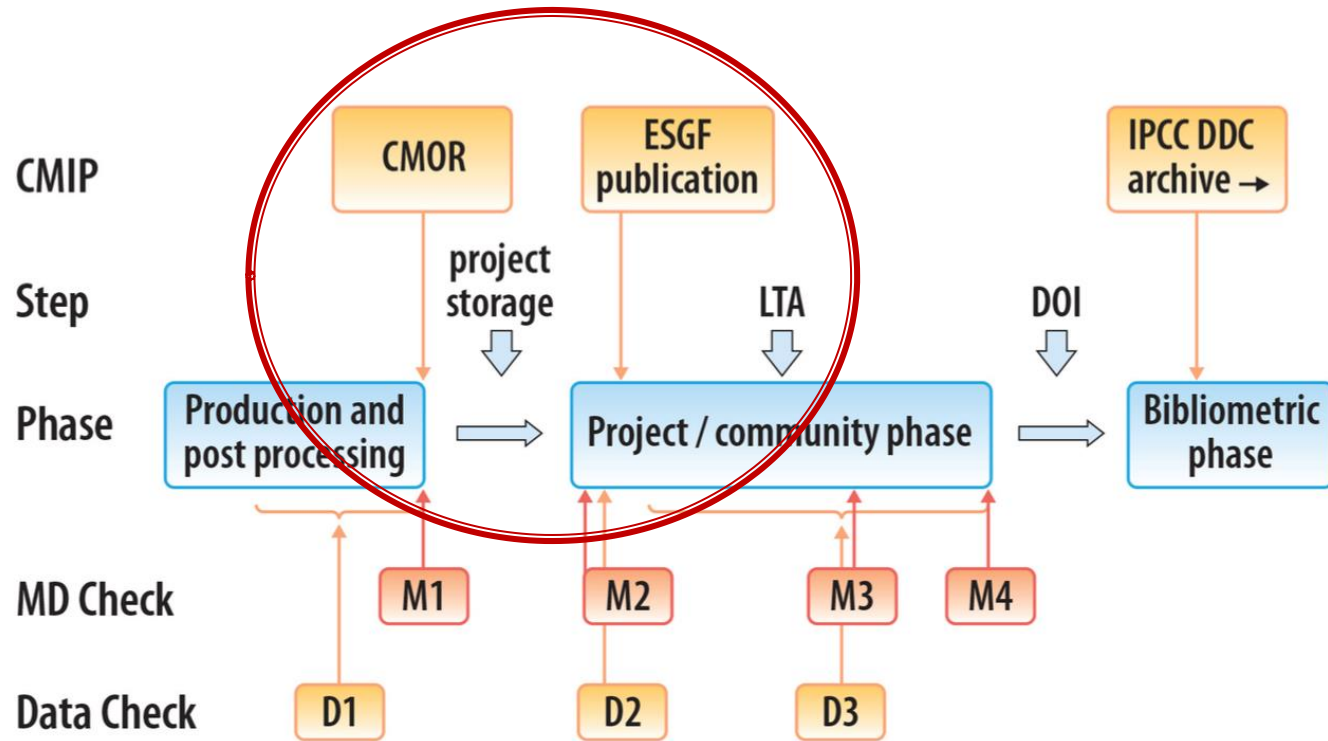 CMIP
CMOR
ESGF
publication
IPCC DDC
archive →
Step
project
storage
LTA
DOI
Phase
Production and
post processing
Project / community phase
Bibliometric
phase
MD Check
M1
M2
M3
M4
Data Check
D1
D2
D3